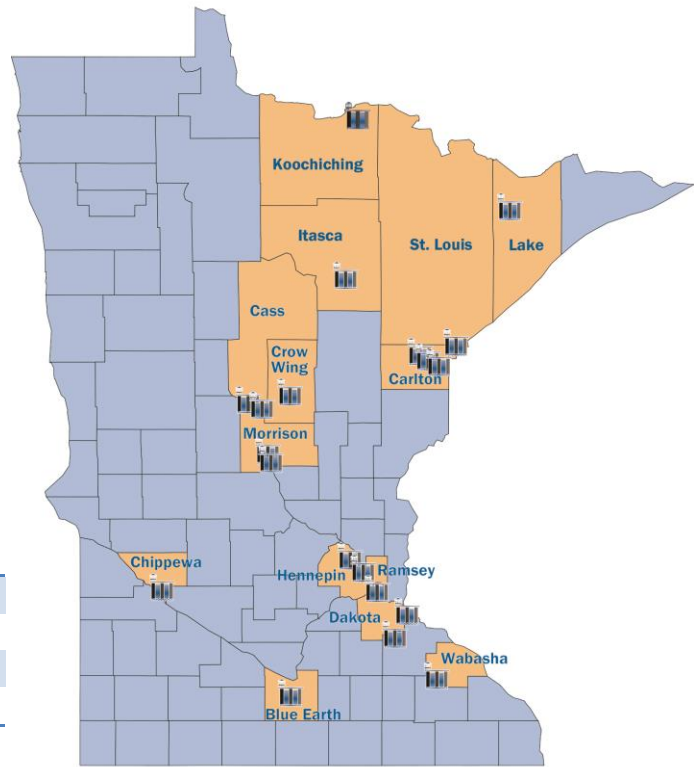 Koochiching
Itasca
St. Louis
Lake
Cass
Crow
Wing
Carlton
Morrison
Chippewa
Hennepin
Ramsey
Dakota
Wabasha
Blue Earth